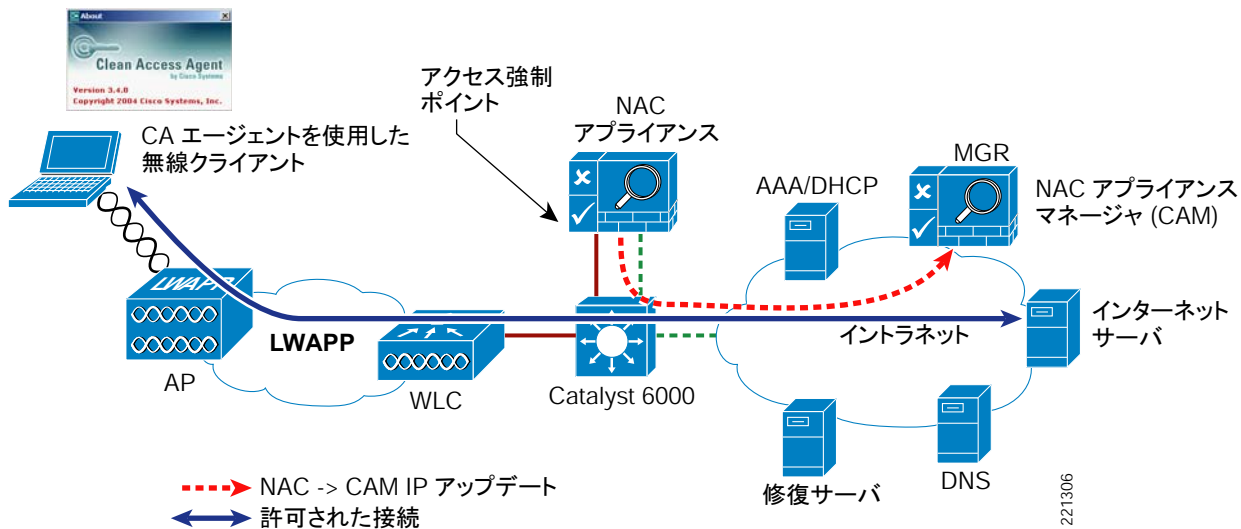 About
Clean Access Agent
by Cisco Systems
Version 3.4.0
Copyright 2004 Cisco Systems, Inc.
CA エージェントを使用した
無線クライアント
アクセス強制
ポイント
NAC
アプライアンス
AAA/DHCP
MGR
NAC アプライアンス
マネージャ (CAM)
LWAPP
AP
LWAPP
WLC
Catalyst 6000
イントラネット
インターネット
サーバ
修復サーバ
DNS
NAC -> CAM IP アップデート
許可された接続
221306